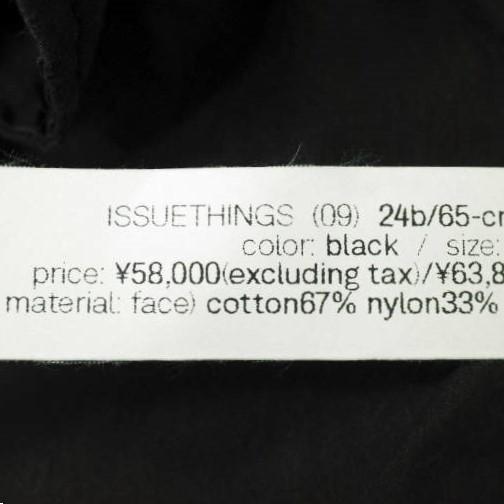 ISSUETHINGS (09) 24b/65-cr
color: black / size:
price: ¥58,000(excluding tax)/¥63,8
material: face) cotton67% nylon33%